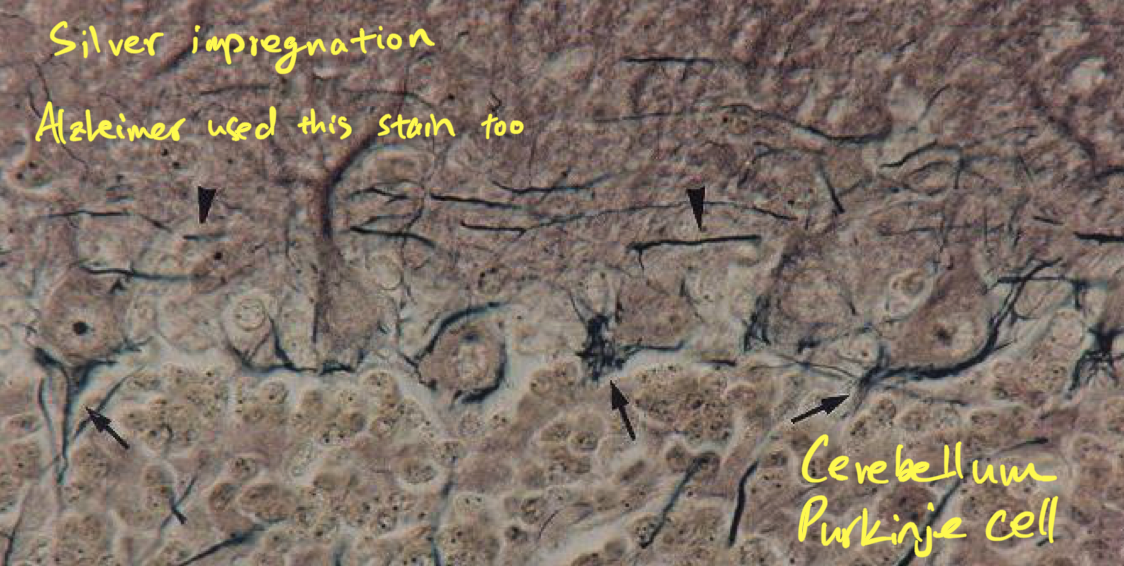 Silver impregnation
Alzheimer used this stain too
Cerebellum
Purkinje cell